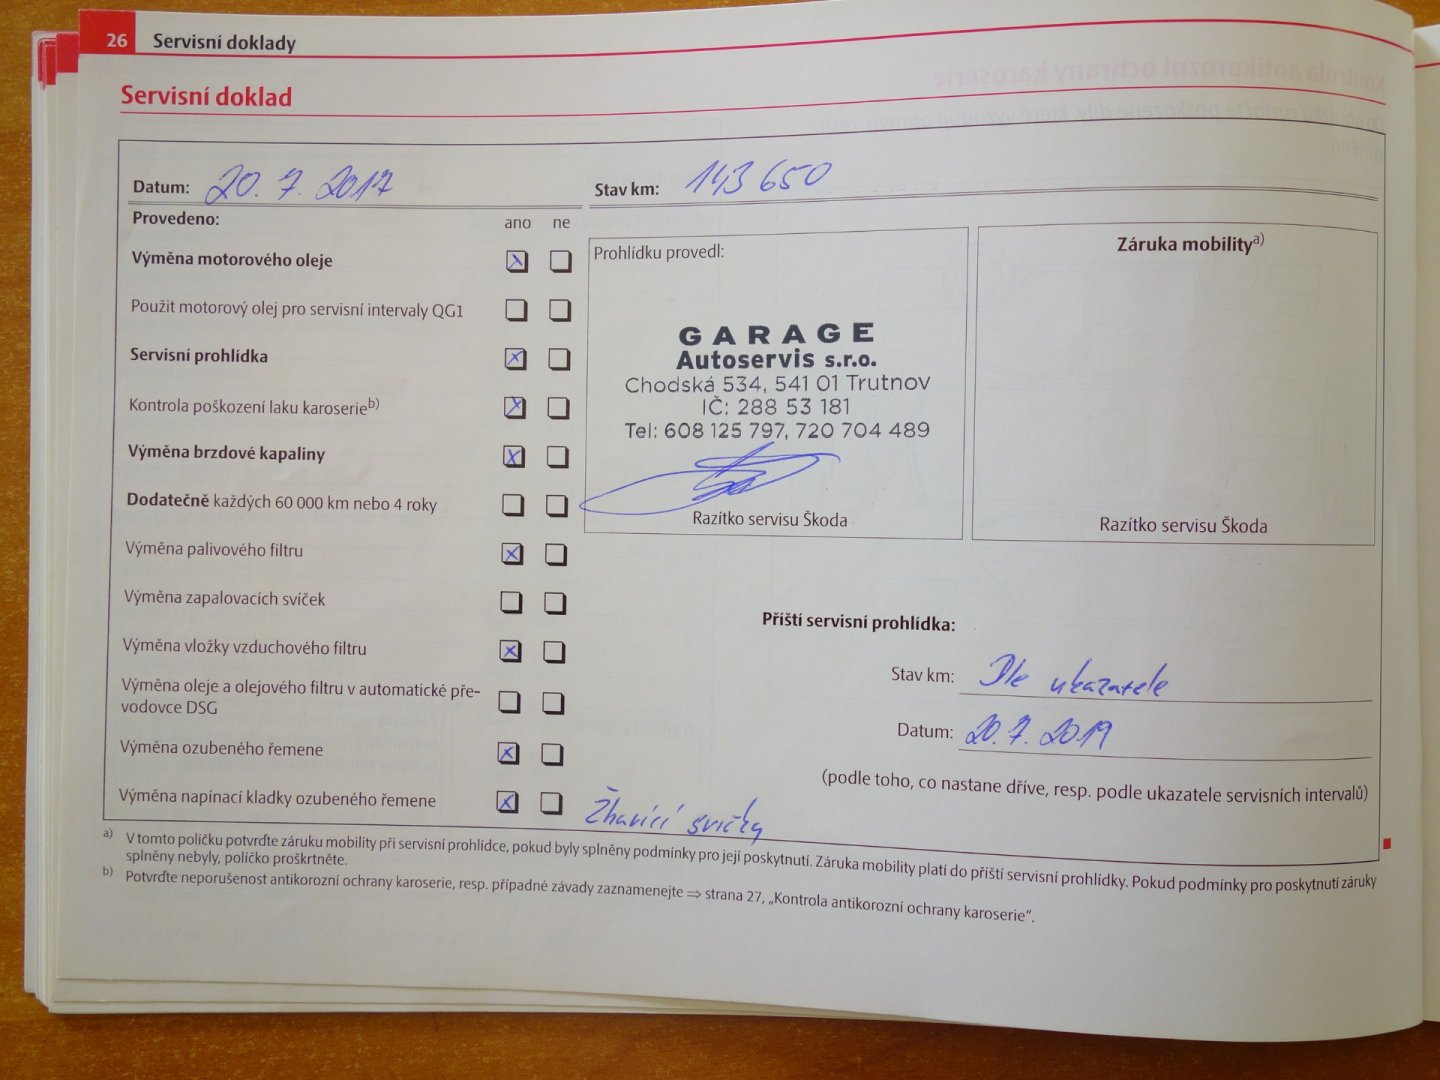 26 Servisní doklady
Servisní doklad
Datum: 20. 7. 2017
Stav km: 143 650
Provedeno: ano ne
Výměna motorového oleje
Použit motorový olej pro servisní intervaly QG1
Servisní prohlídka
Kontrola poškození laku karoserie b)
Výměna brzdové kapaliny
Dodatečně každých 60 000 km nebo 4 roky
Výměna palivového filtru
Výměna zapalovacích svíček
Výměna vložky vzduchového filtru
Výměna oleje a olejového filtru v automatické pře-
vodovce DSG
Výměna ozubeného řemene
Výměna napínací kladky ozubeného řemene
Žhavící svíčky
Prohlídku provedl:
GARAGE
Autoservis s.r.o.
Chodská 534, 541 01 Trutnov
IČ: 288 53 181
Tel: 608 125 797, 720 704 489
Razítko servisu Škoda
Záruka mobility a)
Razítko servisu Škoda
Příští servisní prohlídka:
Stav km: Dle ukazatele
Datum: 20. 7. 2019
(podle toho, co nastane dříve, resp. podle ukazatele servisních intervalů)
a) V tomto políčku potvrďte záruku mobility při servisní prohlídce, pokud byly splněny podmínky pro její poskytnutí. Záruka mobility platí do příští servisní prohlídky. Pokud podmínky pro poskytnutí záruky
splněny nebyly, políčko proškrtněte.
b) Potvrďte neporušenost antikorozní ochrany karoserie, resp. případné závady zaznamenejte ⇒ strana 27, „Kontrola antikorozní ochrany karoserie“.